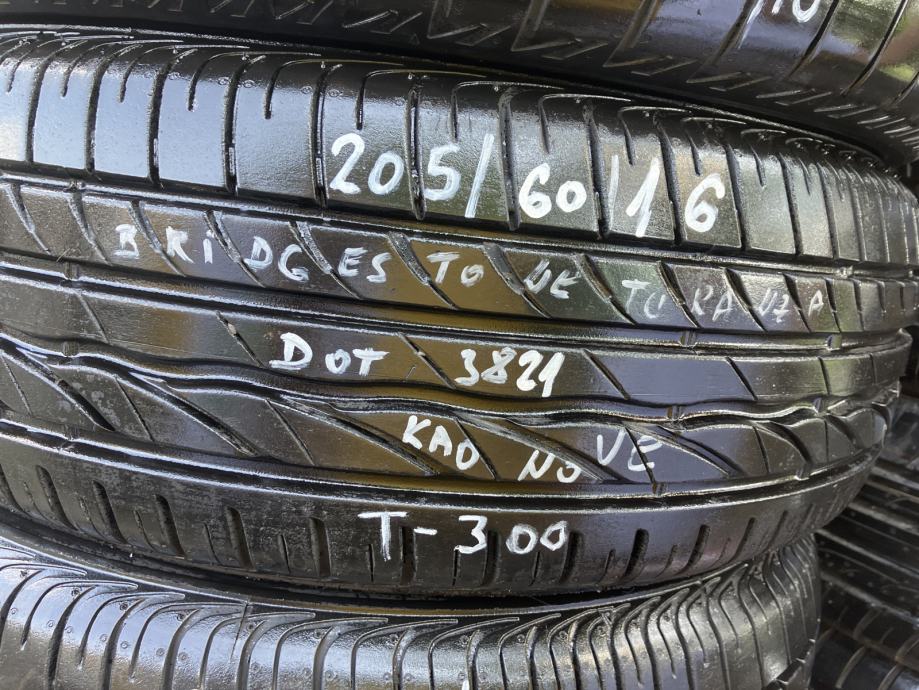 205/60/16
BRIDGESTONE TURANZA
DOT 3821
KAO NOVE
T-300